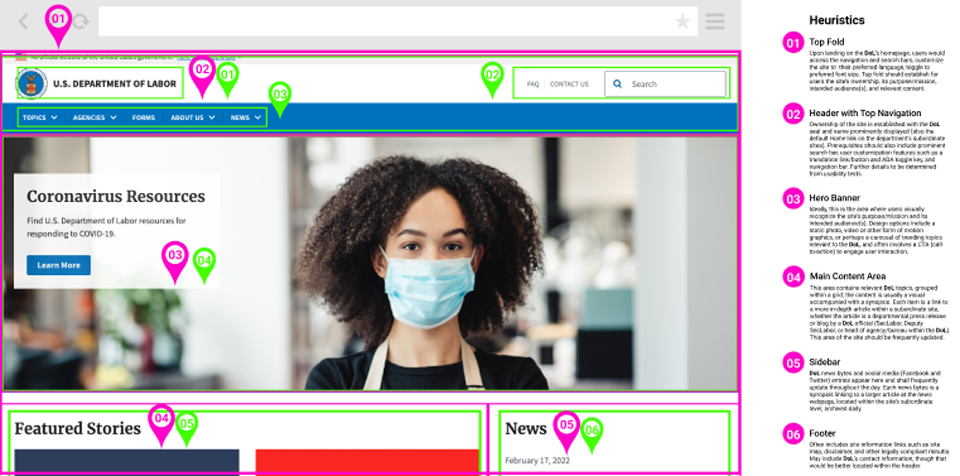 01
An official website of the United States government.
U.S. DEPARTMENT OF LABOR
02
01
02
FAQ
CONTACT US
Search
03
TOPICS
AGENCIES
FORMS
ABOUT US
NEWS
Coronavirus Resources
Find U.S. Department of Labor resources for
responding to COVID-19.
Learn More
03
04
Featured Stories
04
05
News
05
06
February 17, 2022
Heuristics
01
Top Fold
Upon landing on the DoL's homepage, users would
access the navigation and search bars, customize
the site to their preferred language, toggle to
preferred font size. Top fold should establish for
users the site's ownership, its purpose/mission,
intended audience(s), and relevant content.
02
Header with Top Navigation
Ownership of the site is established with the DoL
seal and name prominently displayed (also the
default Home link on the department's subordinate
sites). Prerequisites should also include prominent
search bar, user customization features such as a
translation link/button and ADA toggle key, and
navigation bar. Further details to be determined
from usability tests.
03
Hero Banner
Ideally, this is the area where users visually
recognize the site's purpose/mission and its
intended audience(s). Design options include a
static photo, video or other form of motion
graphics, or perhaps a carousal of trending topics
relevant to the DoL, and often involves a CTA (call-
to-action) to engage user interaction.
04
Main Content Area
This area contains relevant DoL topics, grouped
within a grid; the content is usually a visual
accompanied with a synopsis. Each item is a link to
a more in-depth article within a subordinate site,
whether the article is a departmental press release
or blog by a DoL official (SecLabor, Deputy
SecLabor, or head of agency/bureau within the DoL).
This area of the site should be frequently updated.
05
Sidebar
DoL news bytes and social media (Facebook and
Twitter) entries appear here and shall frequently
update throughout the day. Each news bytes is a
synopsis linking to a larger article at the news
webpage, located within the site's subordinate
level, archived daily.
06
Footer
Often includes site information links such as site
map, disclaimer, and other legally compliant minutia.
May include DoL's contact information, though that
would be better located within the header.